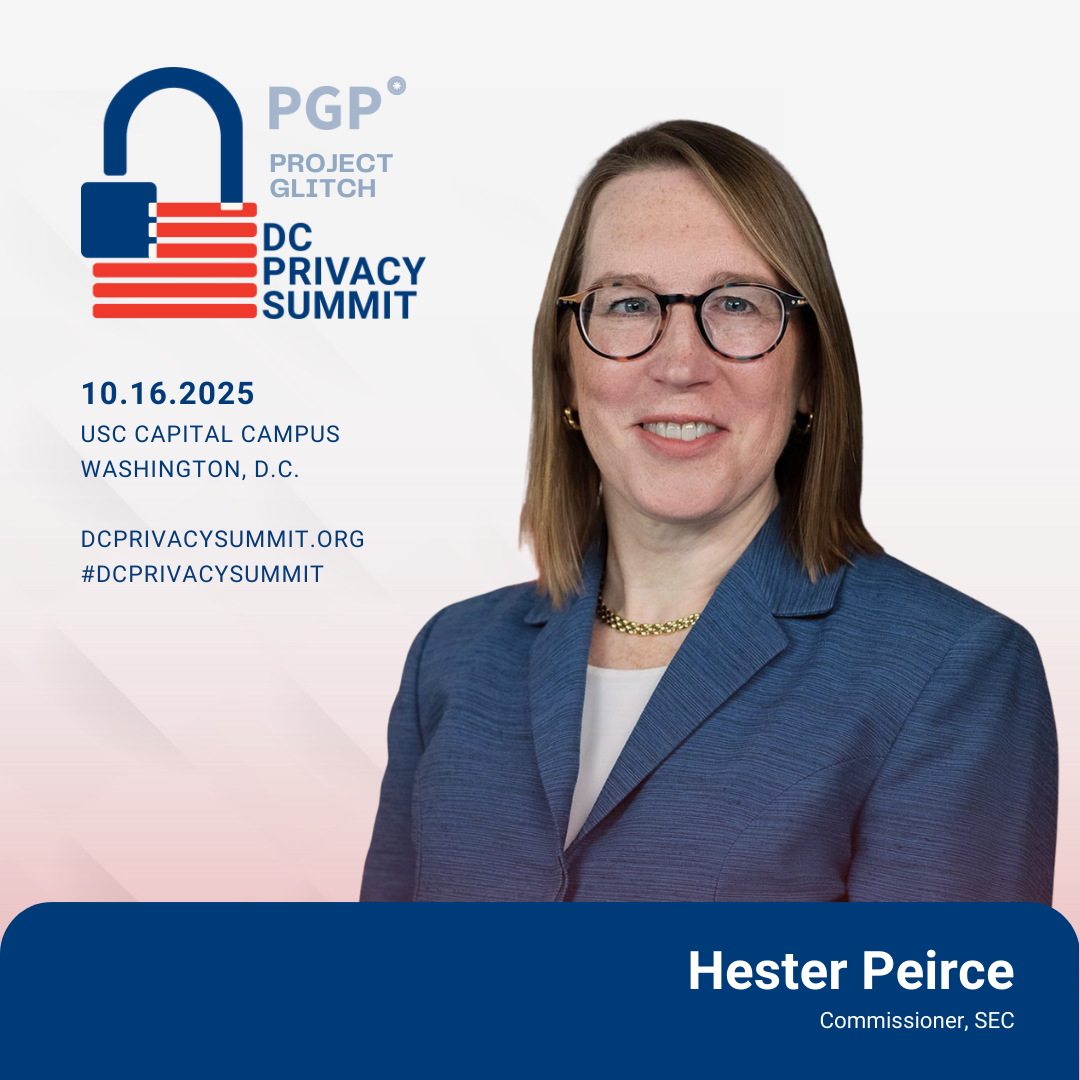 PGP
PROJECT
GLITCH
DC
PRIVACY
SUMMIT
10.16.2025
USC CAPITAL CAMPUS
WASHINGTON, D.C.
DCPRIVACYSUMMIT.ORG
#DCPRIVACYSUMMIT
Hester Peirce
Commissioner, SEC